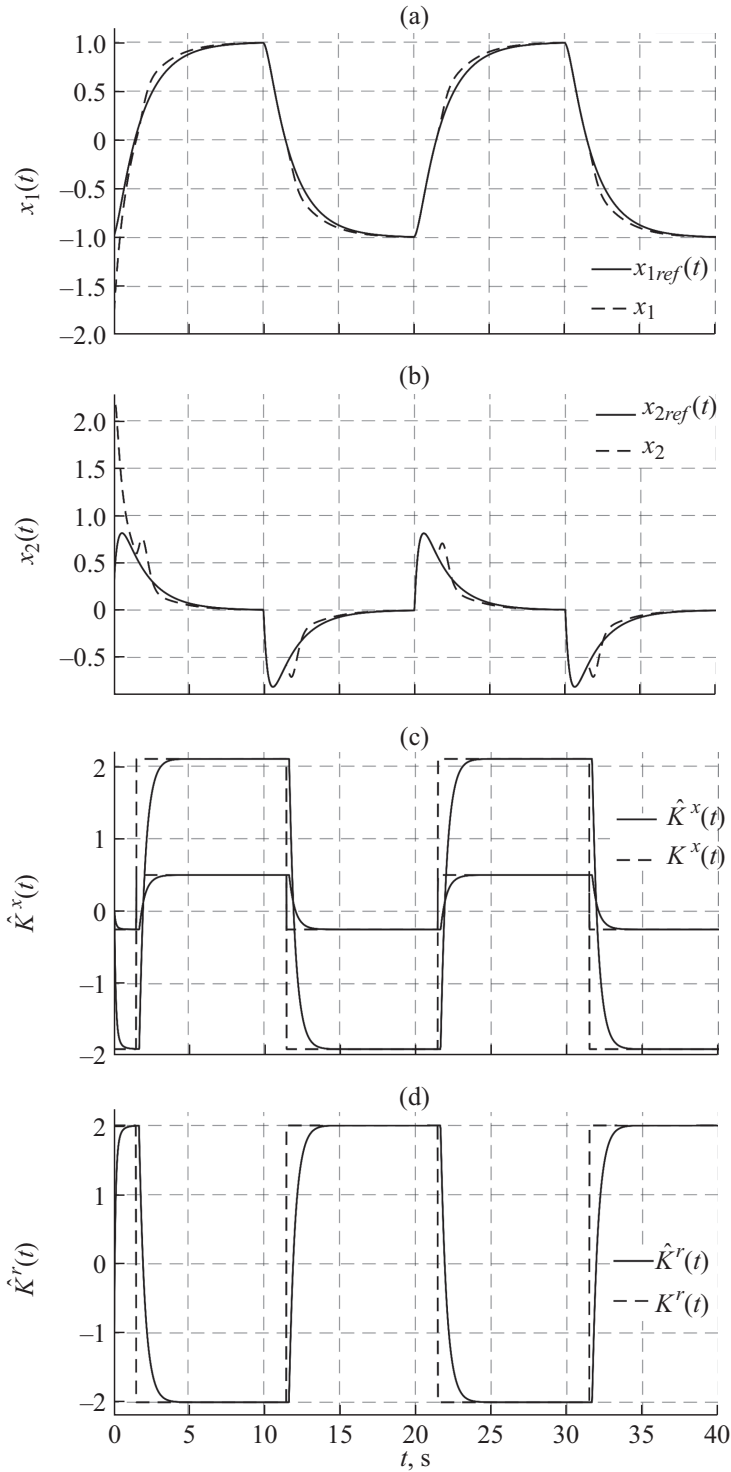 (a)
1.0
0.5
0
–0.5
–1.0
–1.5
–2.0
x₁(t)
x₁ref(t)
x₁
(b)
2.0
1.5
1.0
0.5
0
–0.5
x₂(t)
x₂ref(t)
x₂
(c)
2
1
0
–1
–2
K̂ˣ(t)
K̂ˣ(t)
Kˣ(t)
(d)
2
1
0
–1
–2
K̂ʳ(t)
K̂ʳ(t)
Kʳ(t)
0 5 10 15 20 25 30 35 40
t, s